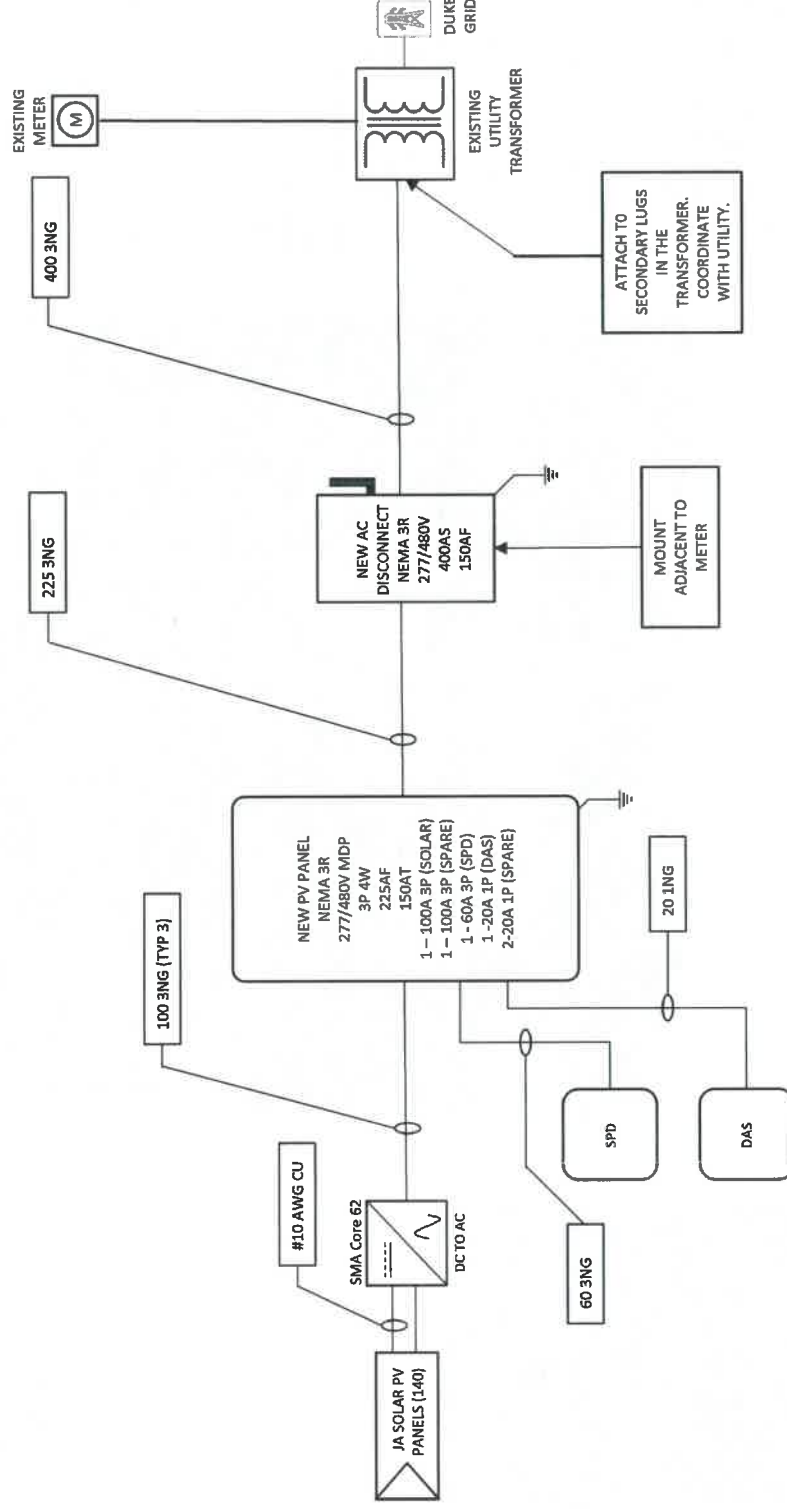 JA SOLAR PV
PANELS (140)
#10 AWG CU
SMA Core 62
DC TO AC
100 3NG (TYP 3)
NEW PV PANEL
NEMA 3R
277/480V MDP
3P 4W
225AF
150AT
1 – 100A 3P (SOLAR)
1 – 100A 3P (SPARE)
1 - 60A 3P (SPD)
1 -20A 1P (DAS)
2-20A 1P (SPARE)
60 3NG
SPD
DAS
20 1NG
225 3NG
NEW AC
DISCONNECT
NEMA 3R
277/480V
400AS
150AF
MOUNT
ADJACENT TO
METER
400 3NG
EXISTING
METER
M
EXISTING
UTILITY
TRANSFORMER
ATTACH TO
SECONDARY LUGS
IN THE
TRANSFORMER.
COORDINATE
WITH UTILITY.
DUKE
GRID